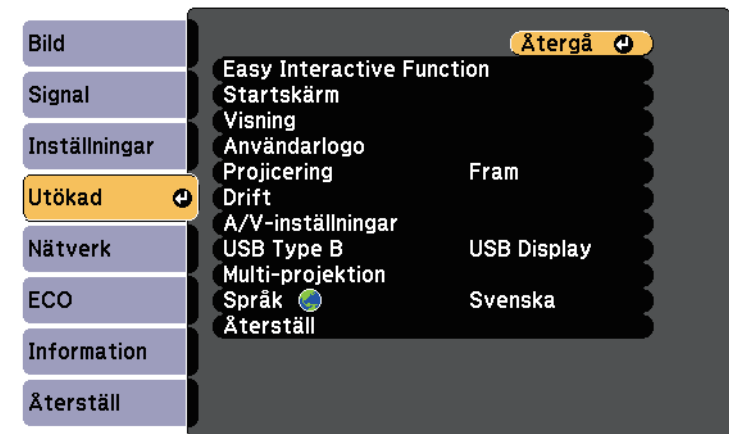 Bild
Signal
Inställningar
Utökad
Nätverk
ECO
Information
Återställ
Återgå
Easy Interactive Function
Startskärm
Visning
Användarlogo
Projicering Fram
Drift
A/V-inställningar
USB Type B USB Display
Multi-projektion
Språk Svenska
Återställ